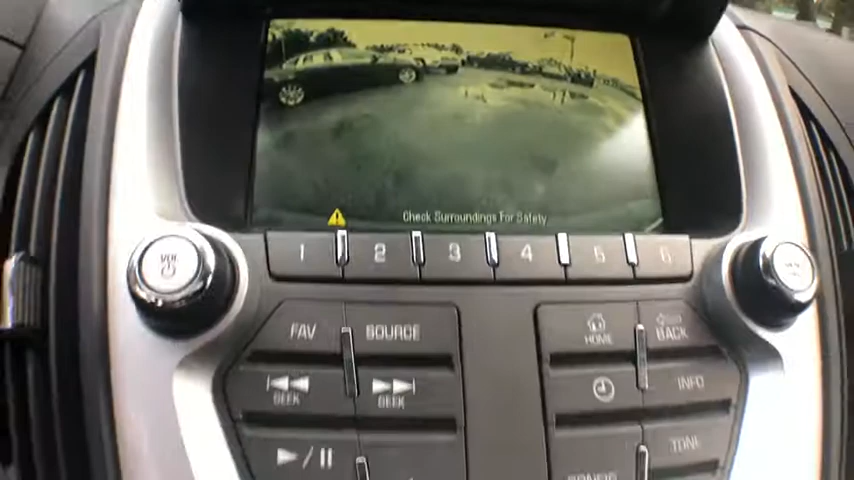 Check Surroundings For Safety
1 2 3 4 5 6
VOL
FAV SOURCE
HOME BACK
SEEK SEEK
INFO
TONE
CONFIG